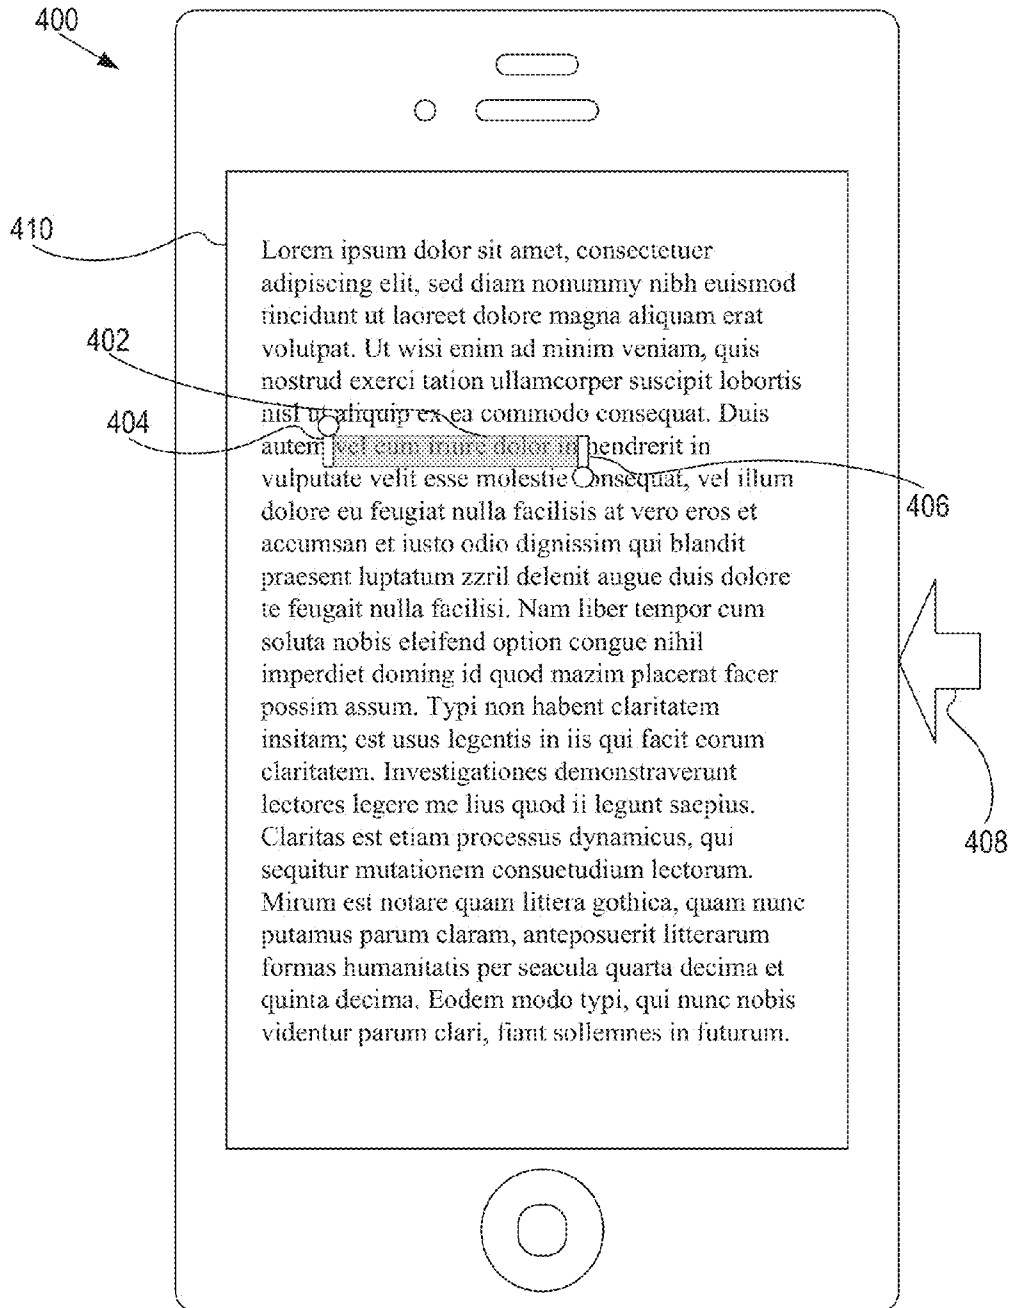 400
410
Lorem ipsum dolor sit amet, consectetuer
adipiscing elit, sed diam nonummy nibh euismod
tincidunt ut laoreet dolore magna aliquam erat
402
volutpat. Ut wisi enim ad minim veniam, quis
nostrud exerci tation ullamcorper suscipit lobortis
nisl ut aliquip ex ea commodo consequat. Duis
404
autem vel eum iriure dolor in hendrerit in
vulputate velit esse molestie consequat, vel illum
406
dolore eu feugiat nulla facilisis at vero eros et
accumsan et iusto odio dignissim qui blandit
praesent luptatum zzril delenit augue duis dolore
te feugait nulla facilisi. Nam liber tempor cum
soluta nobis eleifend option congue nihil
imperdiet doming id quod mazim placerat facer
possim assum. Typi non habent claritatem
insitam; est usus legentis in iis qui facit eorum
claritatem. Investigationes demonstraverunt
lectores legere me lius quod ii legunt saepius.
408
Claritas est etiam processus dynamicus, qui
sequitur mutationem consuetudium lectorum.
Mirum est notare quam littera gothica, quam nunc
putamus parum claram, anteposuerit litterarum
formas humanitatis per seacula quarta decima et
quinta decima. Eodem modo typi, qui nunc nobis
videntur parum clari, fiant sollemnes in futurum.